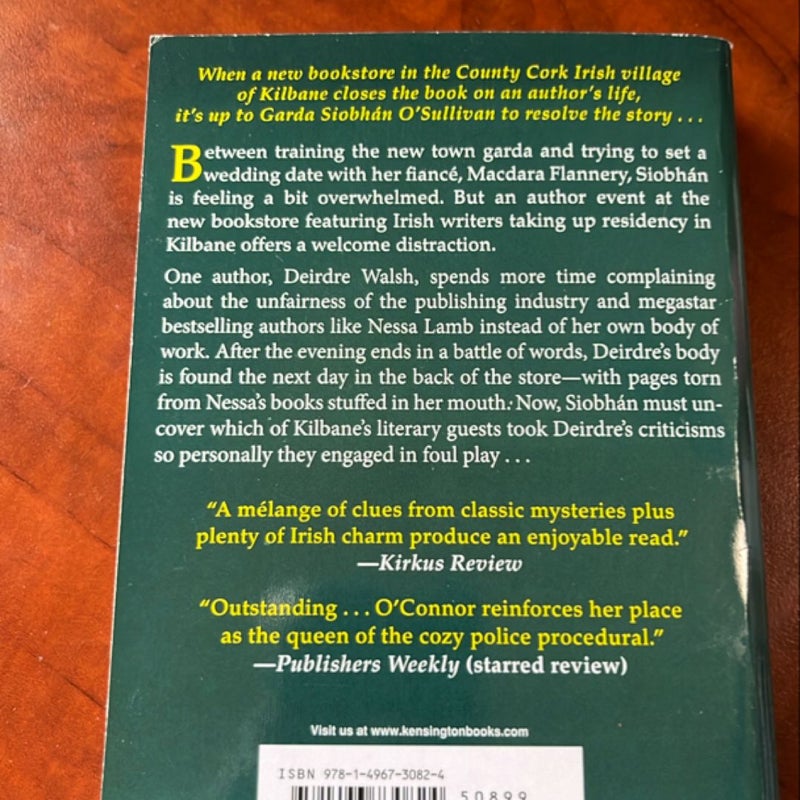 When a new bookstore in the County Cork Irish village
of Kilbane closes the book on an author's life,
it's up to Garda Siobhán O'Sullivan to resolve the story . . .
Between training the new town garda and trying to set a
wedding date with her fiancé, Macdara Flannery, Siobhán
is feeling a bit overwhelmed. But an author event at the
new bookstore featuring Irish writers taking up residency in
Kilbane offers a welcome distraction.
One author, Deirdre Walsh, spends more time complaining
about the unfairness of the publishing industry and megastar
bestselling authors like Nessa Lamb instead of her own body of
work. After the evening ends in a battle of words, Deirdre's body
is found the next day in the back of the store—with pages torn
from Nessa's books stuffed in her mouth. Now, Siobhán must un-
cover which of Kilbane's literary guests took Deirdre's criticisms
so personally they engaged in foul play . . .
"A mélange of clues from classic mysteries plus
plenty of Irish charm produce an enjoyable read."
—Kirkus Review
"Outstanding . . . O'Connor reinforces her place
as the queen of the cozy police procedural."
—Publishers Weekly (starred review)
Visit us at www.kensingtonbooks.com
ISBN 978-1-4967-3082-4
50899